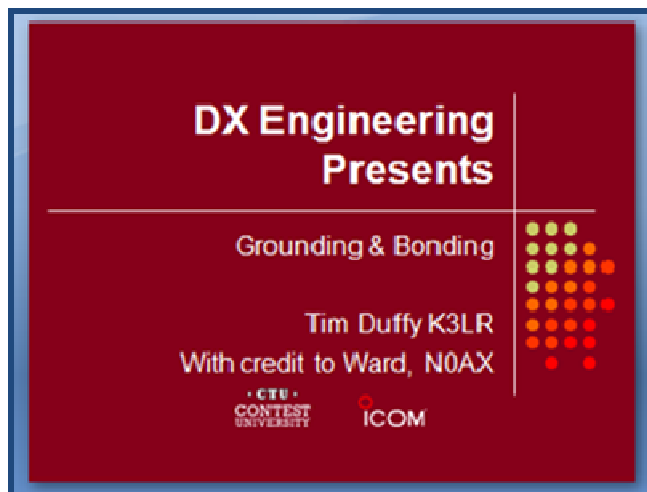 DX Engineering
Presents
Grounding & Bonding
Tim Duffy K3LR
With credit to Ward, N0AX
· CTU ·
CONTEST
UNIVERSITY
ICOM